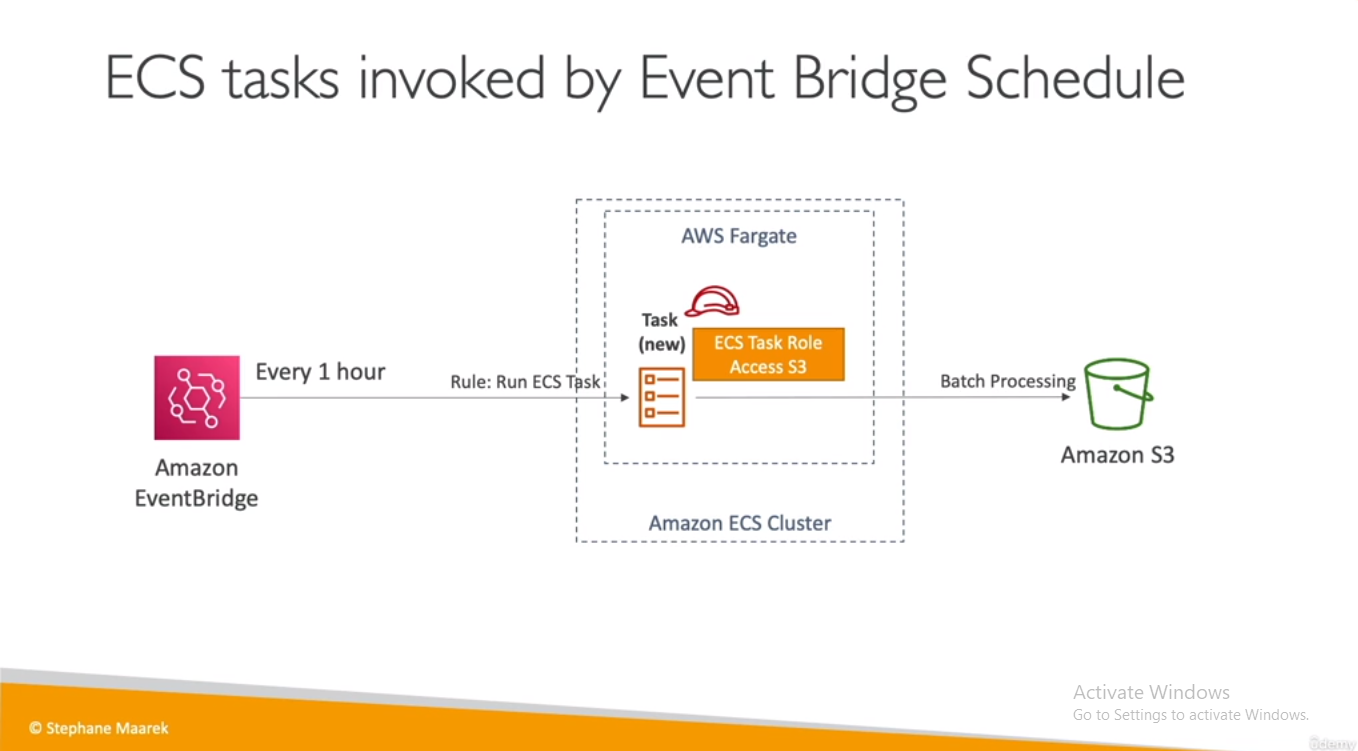 ECS tasks invoked by Event Bridge Schedule
AWS Fargate
Task
(new)
ECS Task Role
Access S3
Every 1 hour
Rule: Run ECS Task
Batch Processing
Amazon
EventBridge
Amazon S3
Amazon ECS Cluster
Activate Windows
Go to Settings to activate Windows.
© Stephane Maarek
ûdemy